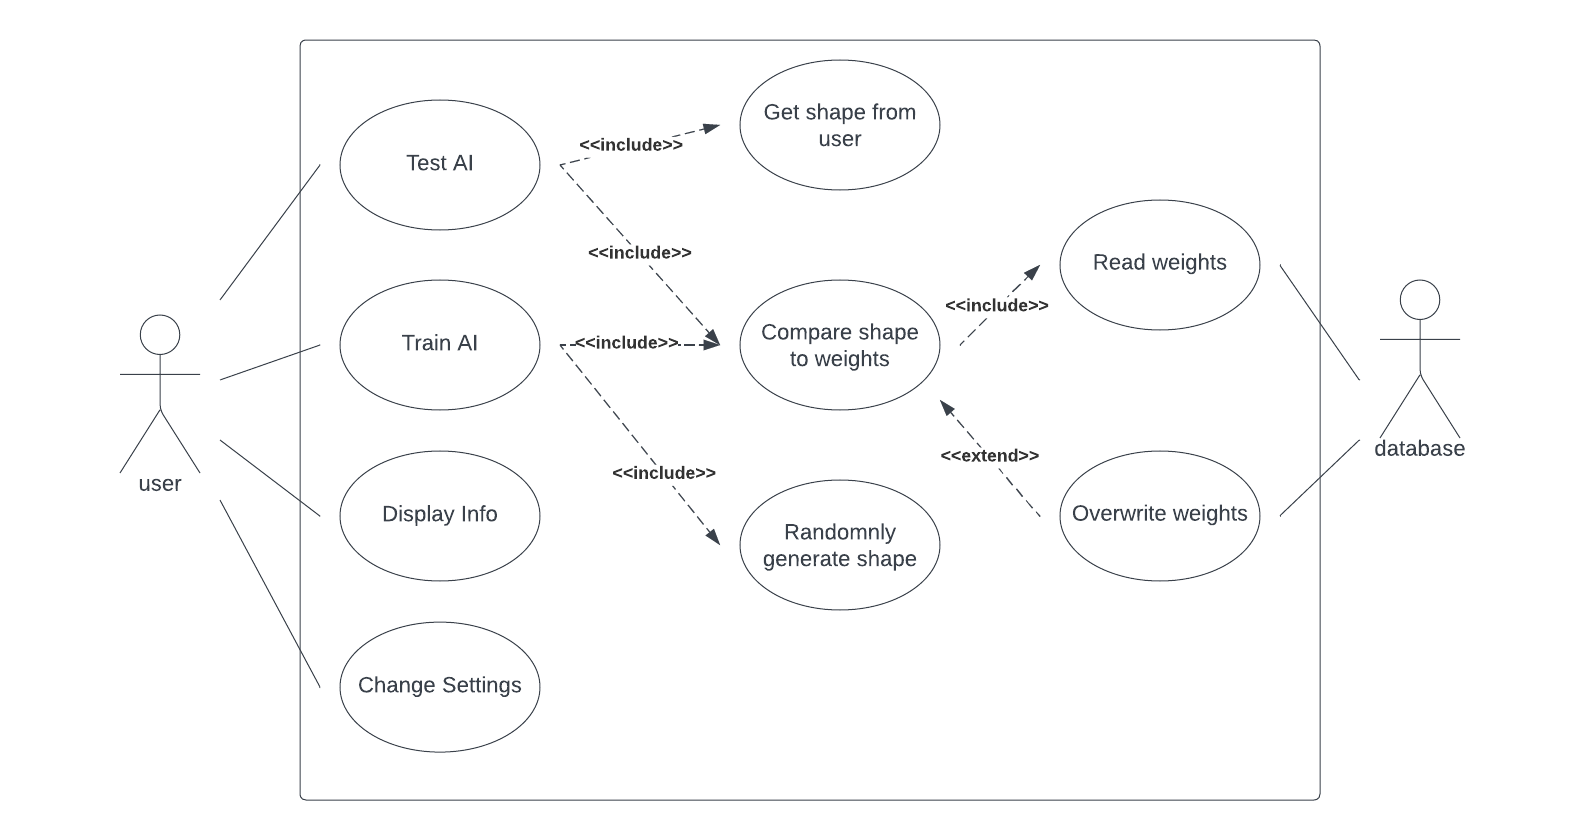 Get shape from
user
<<include>>
Test AI
<<include>>
Read weights
<<include>>
Train AI
<<include>>
Compare shape
to weights
<<extend>>
database
<<include>>
user
Display Info
Overwrite weights
Randomnly
generate shape
Change Settings